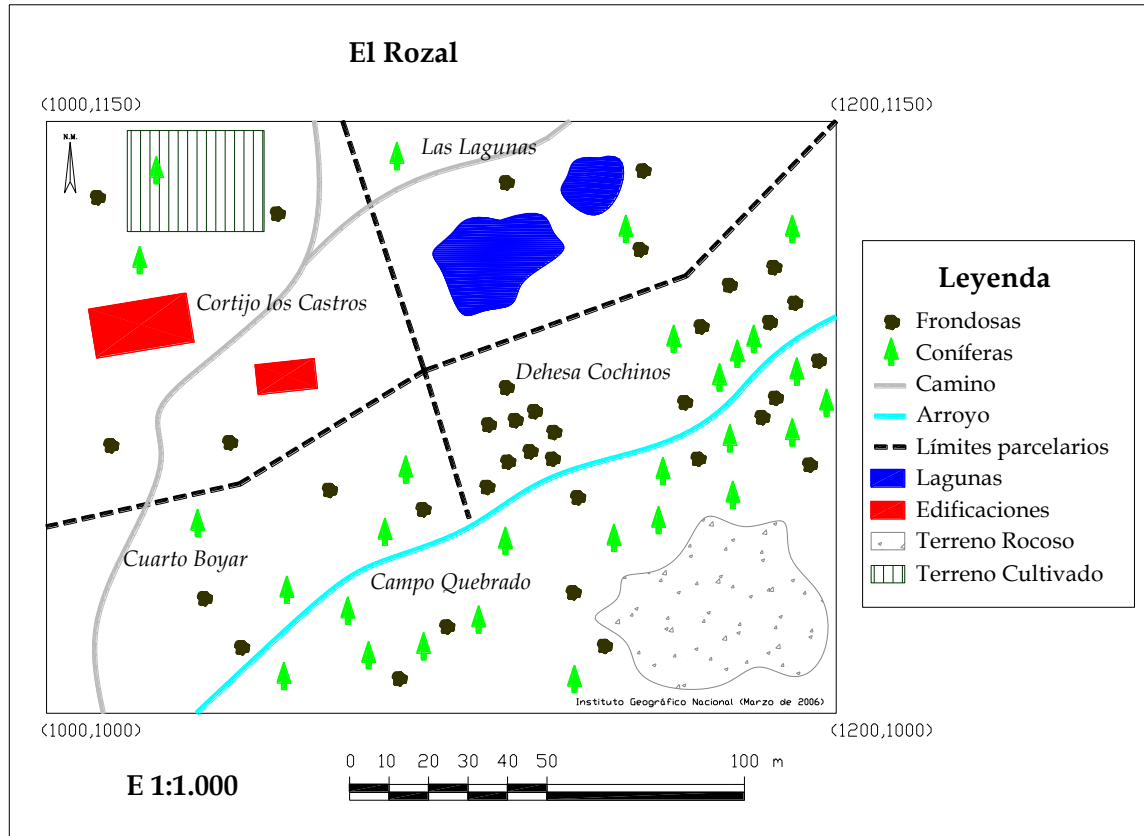 El Rozal
(1000,1150)
(1200,1150)
N.M.
Las Lagunas
Cortijo los Castros
Dehesa Cochinos
Cuarto Boyar
Campo Quebrado
Instituto Geográfico Nacional (Marzo de 2006)
(1000,1000)
(1200,1000)
E 1:1.000
0 10 20 30 40 50 100 m
Leyenda
Frondosas
Coníferas
Camino
Arroyo
Límites parcelarios
Lagunas
Edificaciones
Terreno Rocoso
Terreno Cultivado